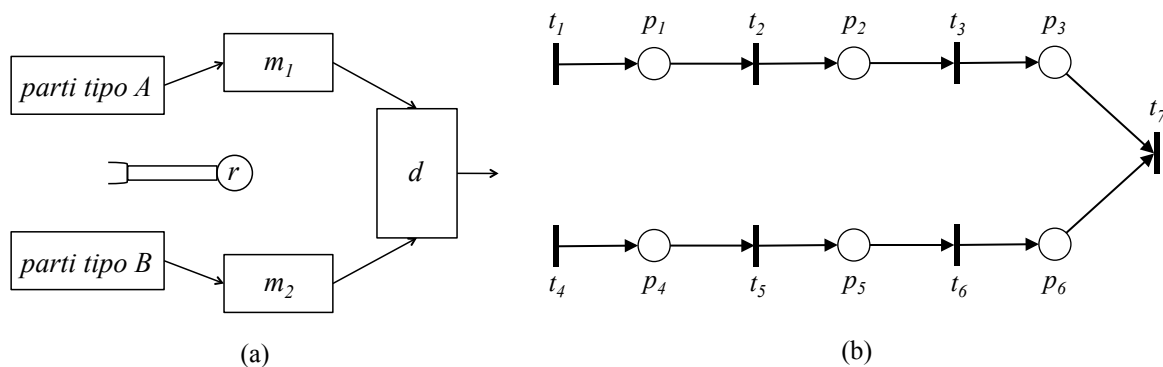 parti tipo A
m1
r
d
parti tipo B
m2
(a)
t1 p1 t2 p2 t3 p3
t7
t4 p4 t5 p5 t6 p6
(b)